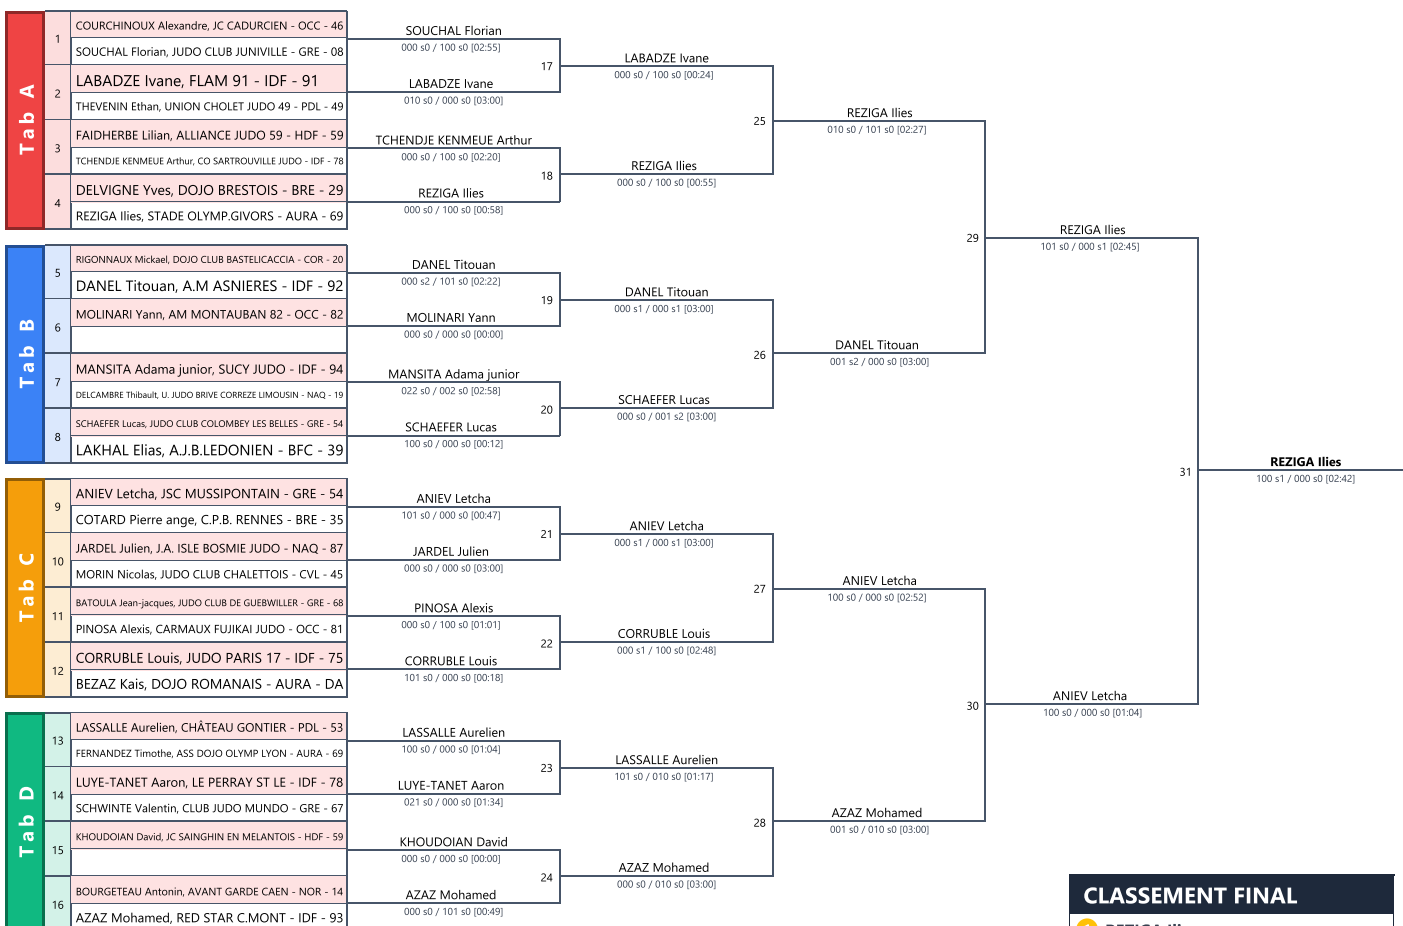 Tab A
1
COURCHINOUX Alexandre, JC CADURCIEN - OCC - 46
SOUCHAL Florian, JUDO CLUB JUNIVILLE - GRE - 08
2
LABADZE Ivane, FLAM 91 - IDF - 91
THEVENIN Ethan, UNION CHOLET JUDO 49 - PDL - 49
3
FAIDHERBE Lilian, ALLIANCE JUDO 59 - HDF - 59
TCHENDJE KENMEUE Arthur, CO SARTROUVILLE JUDO - IDF - 78
4
DELVIGNE Yves, DOJO BRESTOIS - BRE - 29
REZIGA Ilies, STADE OLYMP.GIVORS - AURA - 69
Tab B
5
RIGONNAUX Mickael, DOJO CLUB BASTELICACCIA - COR - 20
DANEL Titouan, A.M ASNIERES - IDF - 92
6
MOLINARI Yann, AM MONTAUBAN 82 - OCC - 82
7
MANSITA Adama junior, SUCY JUDO - IDF - 94
DELCAMBRE Thibault, U. JUDO BRIVE CORREZE LIMOUSIN - NAQ - 19
8
SCHAEFER Lucas, JUDO CLUB COLOMBEY LES BELLES - GRE - 54
LAKHAL Elias, A.J.B.LEDONIEN - BFC - 39
Tab C
9
ANIEV Letcha, JSC MUSSIPONTAIN - GRE - 54
COTARD Pierre ange, C.P.B. RENNES - BRE - 35
10
JARDEL Julien, J.A. ISLE BOSMIE JUDO - NAQ - 87
MORIN Nicolas, JUDO CLUB CHALETTOIS - CVL - 45
11
BATOULA Jean-jacques, JUDO CLUB DE GUEBWILLER - GRE - 68
PINOSA Alexis, CARMAUX FUJIKAI JUDO - OCC - 81
12
CORRUBLE Louis, JUDO PARIS 17 - IDF - 75
BEZAZ Kais, DOJO ROMANAIS - AURA - DA
Tab D
13
LASSALLE Aurelien, CHÂTEAU GONTIER - PDL - 53
FERNANDEZ Timothe, ASS DOJO OLYMP LYON - AURA - 69
14
LUYE-TANET Aaron, LE PERRAY ST LE - IDF - 78
SCHWINTE Valentin, CLUB JUDO MUNDO - GRE - 67
15
KHOUDOIAN David, JC SAINGHIN EN MELANTOIS - HDF - 59
16
BOURGETEAU Antonin, AVANT GARDE CAEN - NOR - 14
AZAZ Mohamed, RED STAR C.MONT - IDF - 93
SOUCHAL Florian
000 s0 / 100 s0 [02:55]
17
LABADZE Ivane
010 s0 / 000 s0 [03:00]
TCHENDJE KENMEUE Arthur
000 s0 / 100 s0 [02:20]
18
REZIGA Ilies
000 s0 / 100 s0 [00:58]
DANEL Titouan
000 s2 / 101 s0 [02:22]
19
MOLINARI Yann
000 s0 / 000 s0 [00:00]
MANSITA Adama junior
022 s0 / 002 s0 [02:58]
20
SCHAEFER Lucas
100 s0 / 000 s0 [00:12]
ANIEV Letcha
101 s0 / 000 s0 [00:47]
21
JARDEL Julien
000 s0 / 000 s0 [03:00]
PINOSA Alexis
000 s0 / 100 s0 [01:01]
22
CORRUBLE Louis
101 s0 / 000 s0 [00:18]
LASSALLE Aurelien
100 s0 / 000 s0 [01:04]
23
LUYE-TANET Aaron
021 s0 / 000 s0 [01:34]
KHOUDOIAN David
000 s0 / 000 s0 [00:00]
24
AZAZ Mohamed
000 s0 / 101 s0 [00:49]
LABADZE Ivane
000 s0 / 100 s0 [00:24]
25
REZIGA Ilies
000 s0 / 100 s0 [00:55]
DANEL Titouan
000 s1 / 000 s1 [03:00]
26
SCHAEFER Lucas
000 s0 / 001 s2 [03:00]
ANIEV Letcha
000 s1 / 000 s1 [03:00]
27
CORRUBLE Louis
000 s1 / 100 s0 [02:48]
LASSALLE Aurelien
101 s0 / 010 s0 [01:17]
28
AZAZ Mohamed
000 s0 / 010 s0 [03:00]
REZIGA Ilies
010 s0 / 101 s0 [02:27]
29
DANEL Titouan
001 s2 / 000 s0 [03:00]
ANIEV Letcha
100 s0 / 000 s0 [02:52]
30
AZAZ Mohamed
001 s0 / 010 s0 [03:00]
REZIGA Ilies
101 s0 / 000 s1 [02:45]
31
ANIEV Letcha
100 s0 / 000 s0 [01:04]
REZIGA Ilies
100 s1 / 000 s0 [02:42]
CLASSEMENT FINAL
REZIGA Ilies